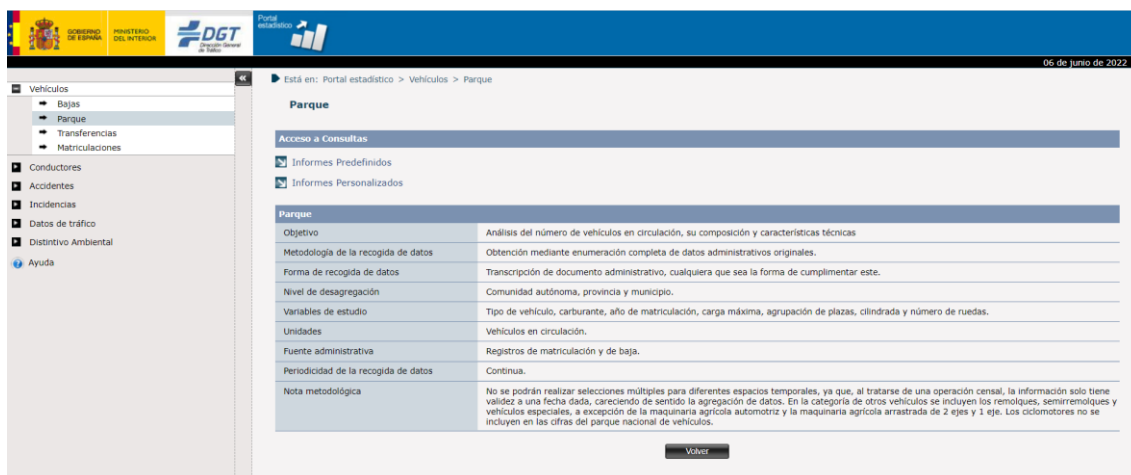 GOBIERNO
DE ESPAÑA
MINISTERIO
DEL INTERIOR
DGT
Dirección General
de Tráfico
Portal
estadístico
06 de junio de 2022
Vehículos
Bajas
Parque
Transferencias
Matriculaciones
Conductores
Accidentes
Incidencias
Datos de tráfico
Distintivo Ambiental
Ayuda
Está en: Portal estadístico > Vehículos > Parque
Parque
Acceso a Consultas
Informes Predefinidos
Informes Personalizados
Parque
Objetivo Análisis del número de vehículos en circulación, su composición y características técnicas
Metodología de la recogida de datos Obtención mediante enumeración completa de datos administrativos originales.
Forma de recogida de datos Transcripción de documento administrativo, cualquiera que sea la forma de cumplimentar este.
Nivel de desagregación Comunidad autónoma, provincia y municipio.
Variables de estudio Tipo de vehículo, carburante, año de matriculación, carga máxima, agrupación de plazas, cilindrada y número de ruedas.
Unidades Vehículos en circulación.
Fuente administrativa Registros de matriculación y de baja.
Periodicidad de la recogida de datos Continua.
Nota metodológica No se podrán realizar selecciones múltiples para diferentes espacios temporales, ya que, al tratarse de una operación censal, la información solo tiene
validez a una fecha dada, careciendo de sentido la agregación de datos. En la categoría de otros vehículos se incluyen los remolques, semirremolques y
vehículos especiales, a excepción de la maquinaria agrícola automotriz y la maquinaria agrícola arrastrada de 2 ejes y 1 eje. Los ciclomotores no se
incluyen en las cifras del parque nacional de vehículos.
Volver